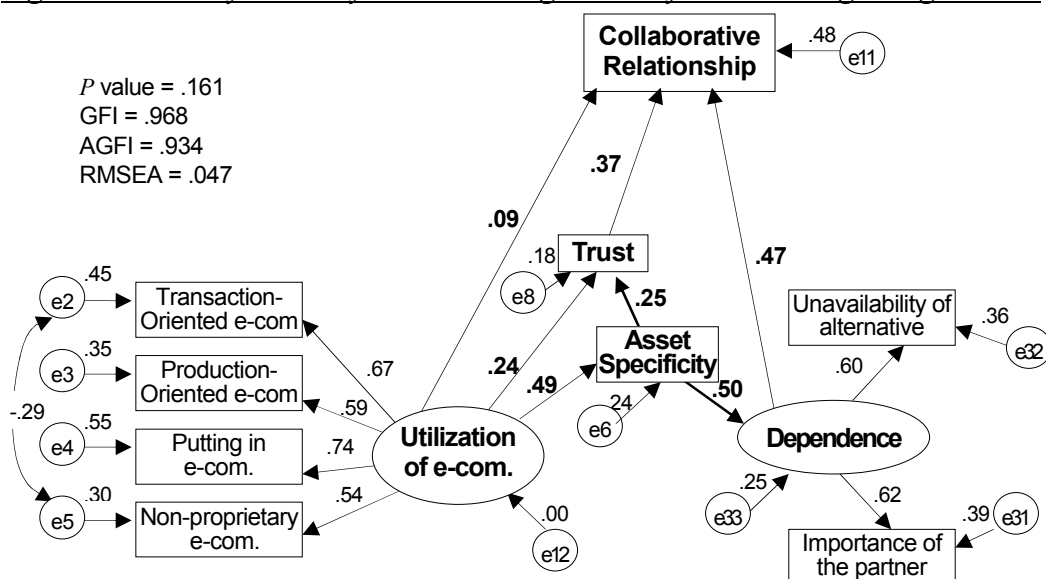 Collaborative
Relationship
.48
e11
P value = .161
GFI = .968
AGFI = .934
RMSEA = .047
.37
.09
.18
Trust
.47
e8
.25
.45
e2
Transaction-
Oriented e-com
Unavailability of
alternative
.36
e32
.35
e3
Production-
Oriented e-com
.67
.24
.49
Asset
Specificity
.60
-.29
.59
.24
e6
.50
.55
e4
Putting in
e-com.
.74
Utilization
of e-com.
Dependence
.30
e5
Non-proprietary
e-com.
.54
.00
e12
.25
e33
.62
.39
e31
Importance of
the partner